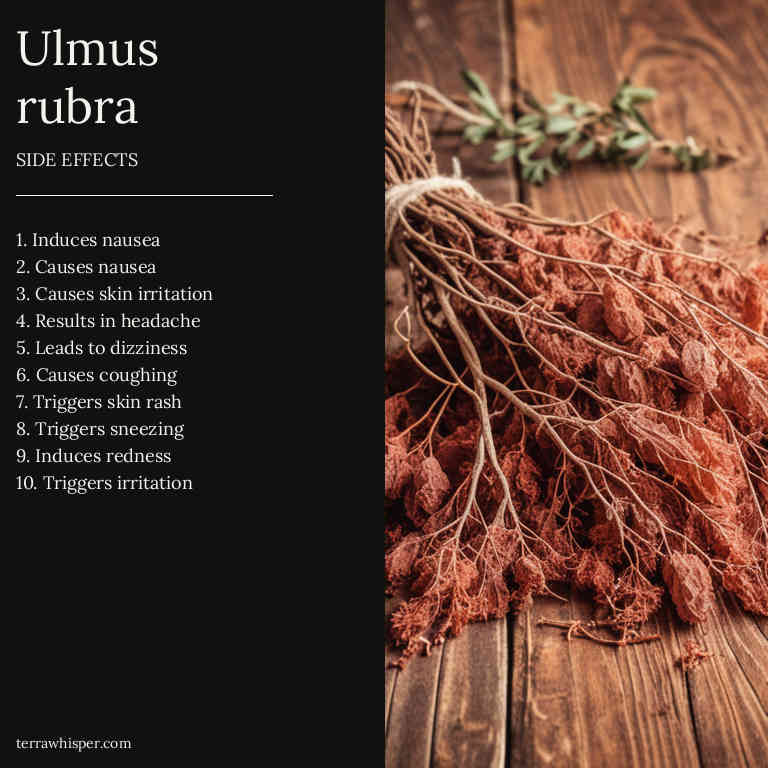 Ulmus
rubra
SIDE EFFECTS
1. Induces nausea
2. Causes nausea
3. Causes skin irritation
4. Results in headache
5. Leads to dizziness
6. Causes coughing
7. Triggers skin rash
8. Triggers sneezing
9. Induces redness
10. Triggers irritation
terrawhisper.com